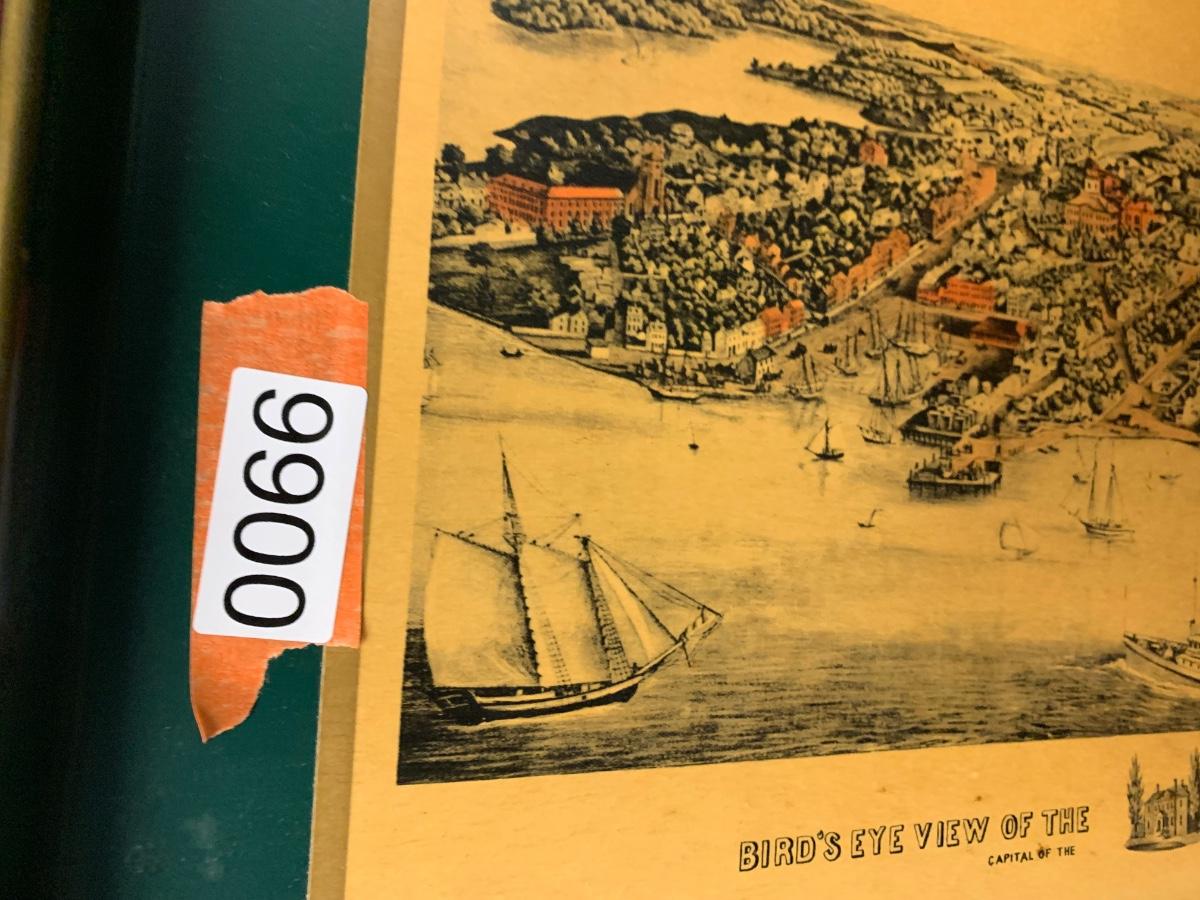 0066
BIRD'S EYE VIEW OF THE
CAPITAL OF THE